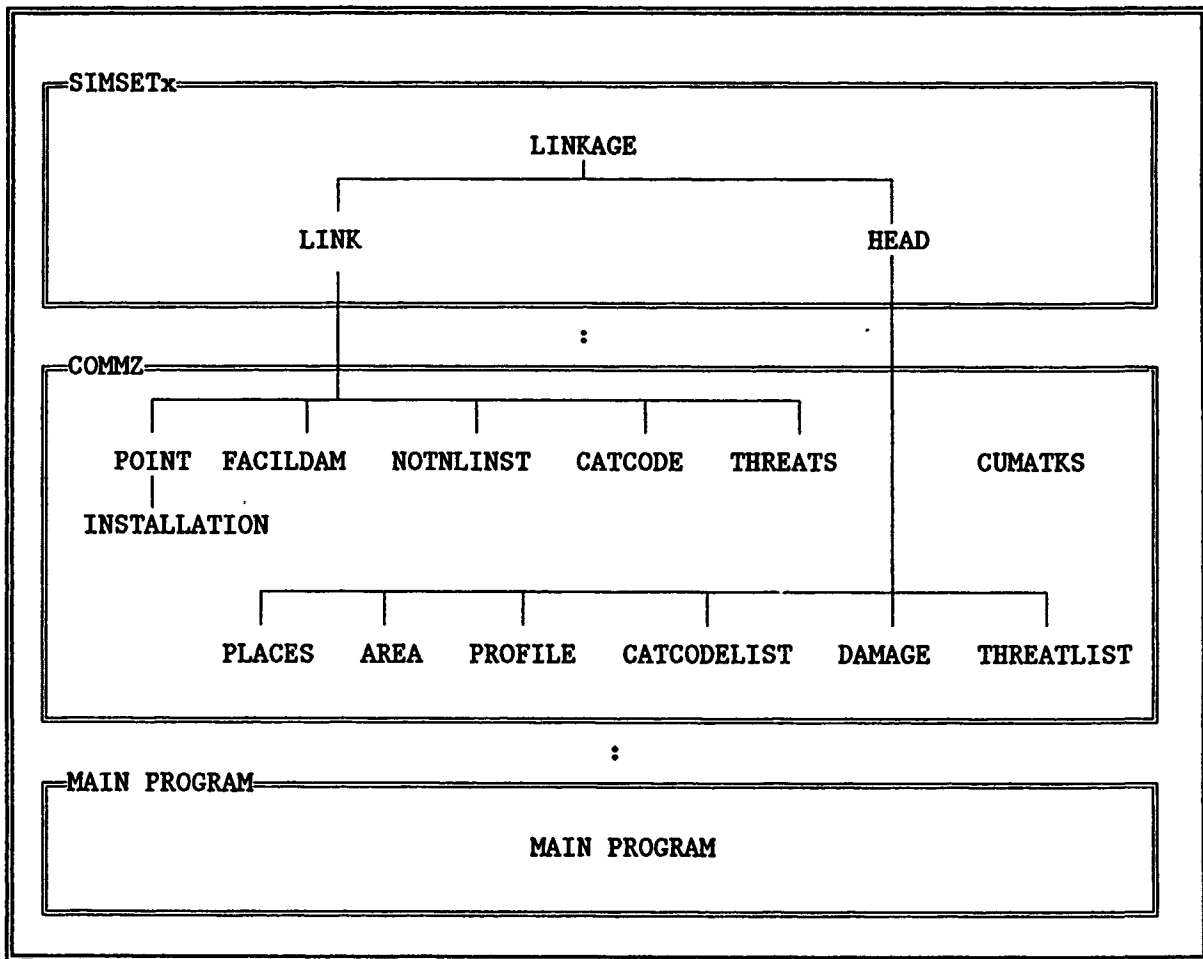 SIMSETx
LINKAGE
LINK HEAD
:
COMMZ
POINT FACILDAM NOTNLINST CATCODE THREATS CUMATKS
INSTALLATION
PLACES AREA PROFILE CATCODELIST DAMAGE THREATLIST
:
MAIN PROGRAM
MAIN PROGRAM